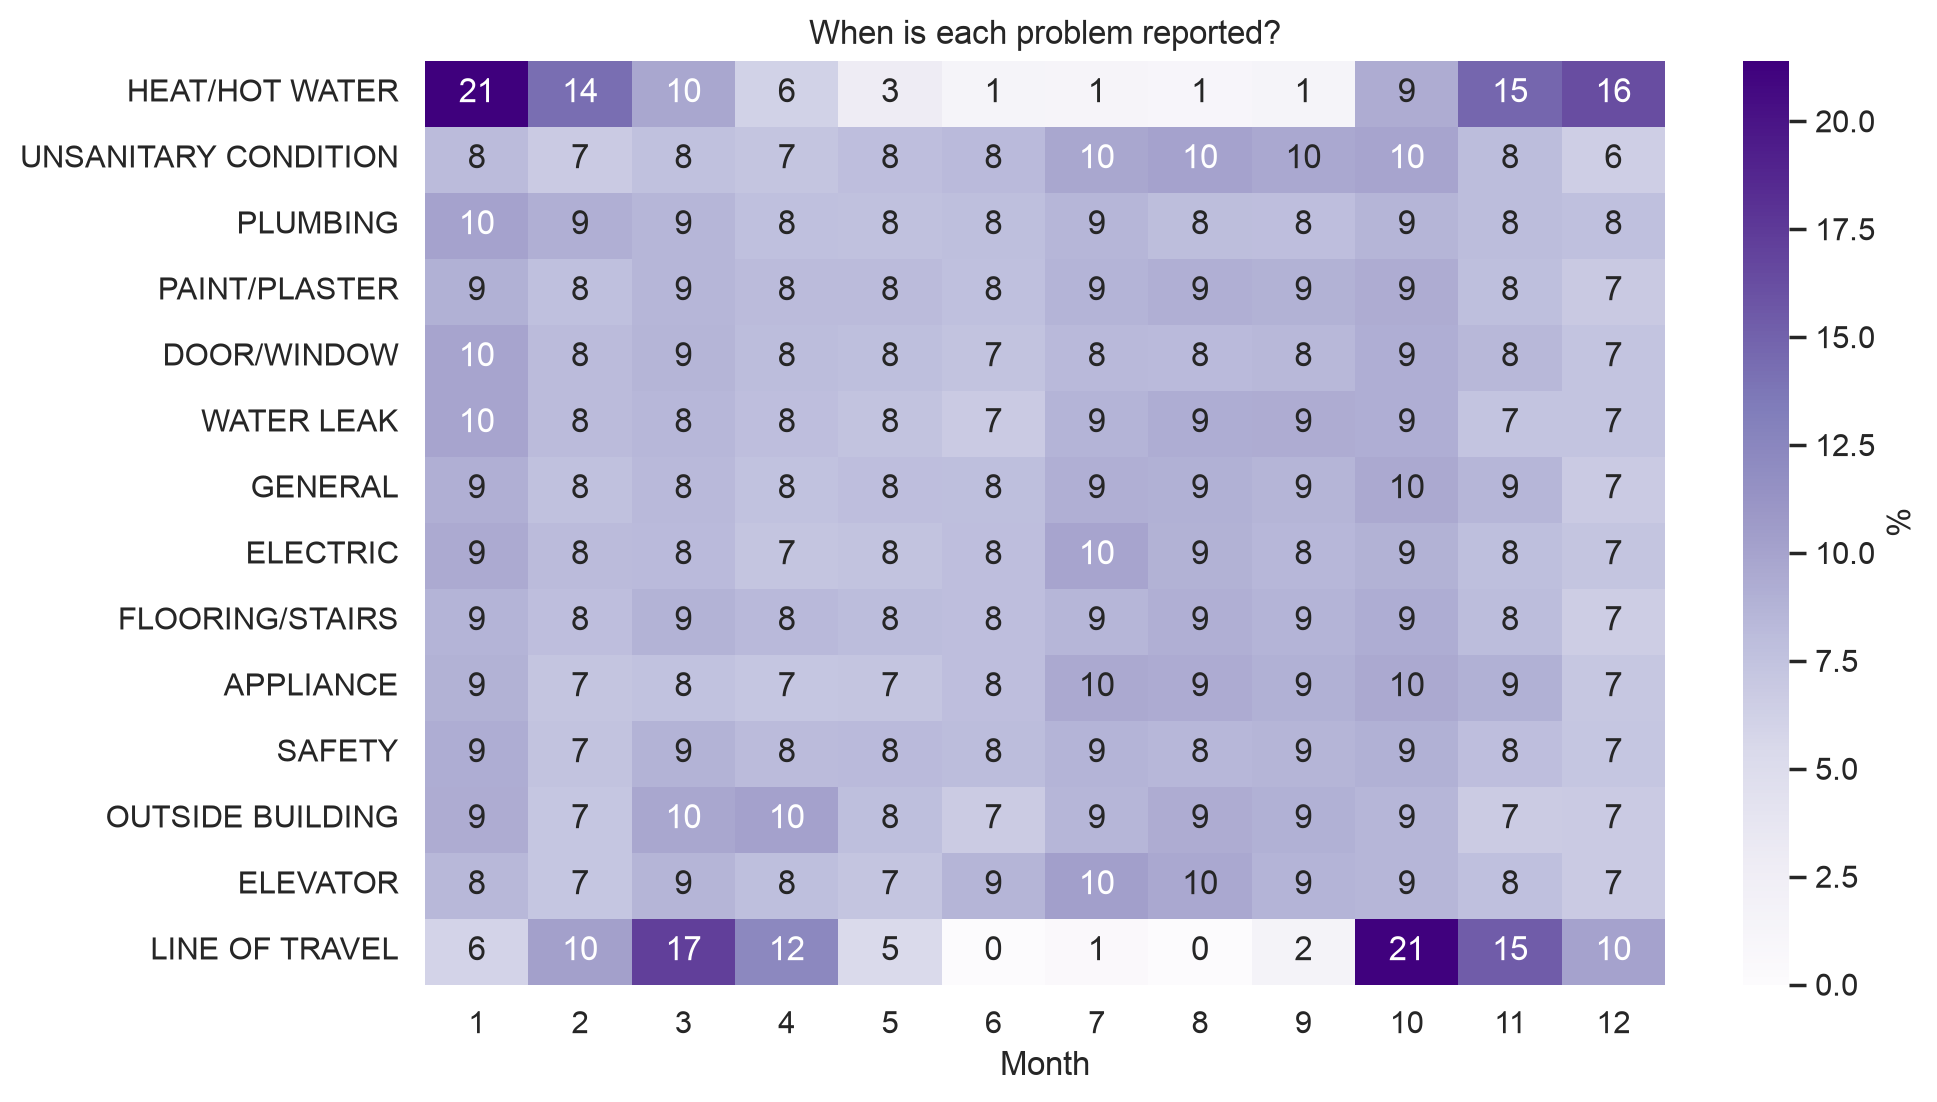 When is each problem reported?
HEAT/HOT WATER 21 14 10 6 3 1 1 1 1 9 15 16
UNSANITARY CONDITION 8 7 8 7 8 8 10 10 10 10 8 6
PLUMBING 10 9 9 8 8 8 9 8 8 9 8 8
PAINT/PLASTER 9 8 9 8 8 8 9 9 9 9 8 7
DOOR/WINDOW 10 8 9 8 8 7 8 8 8 9 8 7
WATER LEAK 10 8 8 8 8 7 9 9 9 9 7 7
GENERAL 9 8 8 8 8 8 9 9 9 10 9 7
ELECTRIC 9 8 8 7 8 8 10 9 8 9 8 7
FLOORING/STAIRS 9 8 9 8 8 8 9 9 9 9 8 7
APPLIANCE 9 7 8 7 7 8 10 9 9 10 9 7
SAFETY 9 7 9 8 8 8 9 8 9 9 8 7
OUTSIDE BUILDING 9 7 10 10 8 7 9 9 9 9 7 7
ELEVATOR 8 7 9 8 7 9 10 10 9 9 8 7
LINE OF TRAVEL 6 10 17 12 5 0 1 0 2 21 15 10
1 2 3 4 5 6 7 8 9 10 11 12
Month
20.0
17.5
15.0
12.5
10.0
7.5
5.0
2.5
0.0
%